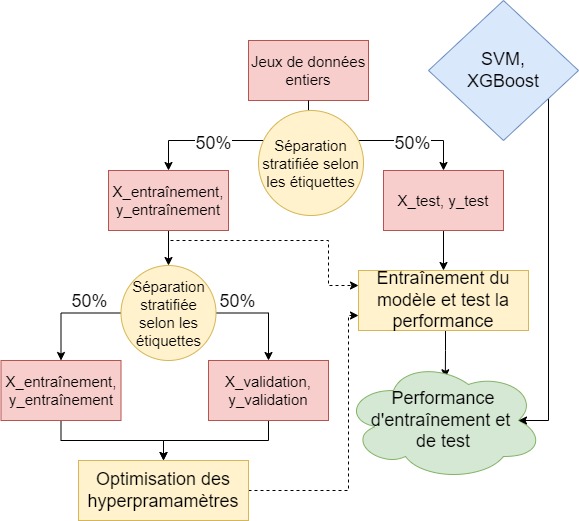 Jeux de données
entiers
SVM,
XGBoost
50%
Séparation
stratifiée selon
les étiquettes
50%
X_entraînement,
y_entraînement
X_test, y_test
Entraînement du
modèle et test la
performance
50%
Séparation
stratifiée
selon les
étiquettes
50%
X_entraînement,
y_entraînement
X_validation,
y_validation
Performance
d'entraînement et
de test
Optimisation des
hyperpramamètres